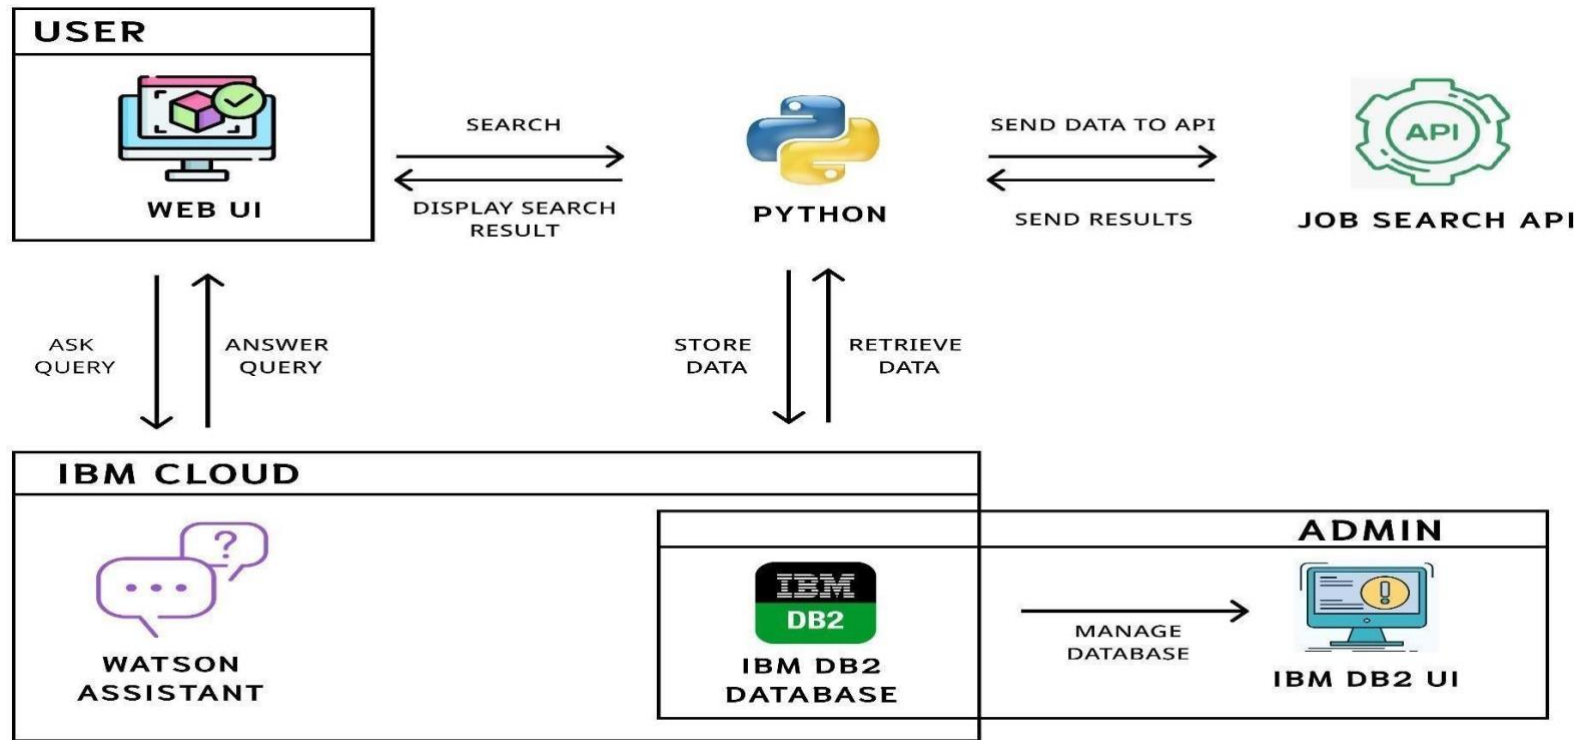 USER
WEB UI
SEARCH
DISPLAY SEARCH
RESULT
PYTHON
SEND DATA TO API
SEND RESULTS
API
JOB SEARCH API
ASK
QUERY
ANSWER
QUERY
STORE
DATA
RETRIEVE
DATA
IBM CLOUD
?
WATSON
ASSISTANT
IBM
DB2
IBM DB2
DATABASE
MANAGE
DATABASE
ADMIN
!
IBM DB2 UI